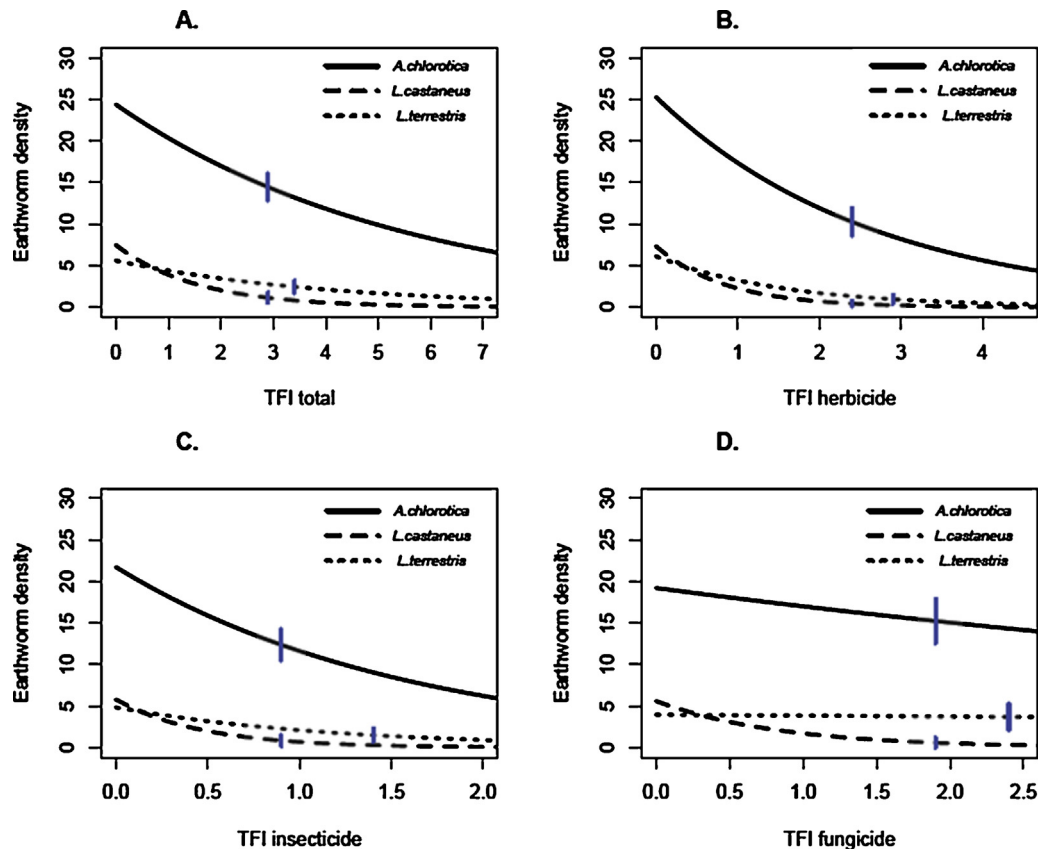 A.
Earthworm density
30
25
20
15
10
5
0
A.chlorotica
L.castaneus
L.terrestris
0 1 2 3 4 5 6 7
TFI total
B.
Earthworm density
30
25
20
15
10
5
0
A.chlorotica
L.castaneus
L.terrestris
0 1 2 3 4
TFI herbicide
C.
Earthworm density
30
25
20
15
10
5
0
A.chlorotica
L.castaneus
L.terrestris
0.0 0.5 1.0 1.5 2.0
TFI insecticide
D.
Earthworm density
30
25
20
15
10
5
0
A.chlorotica
L.castaneus
L.terrestris
0.0 0.5 1.0 1.5 2.0 2.5
TFI fungicide